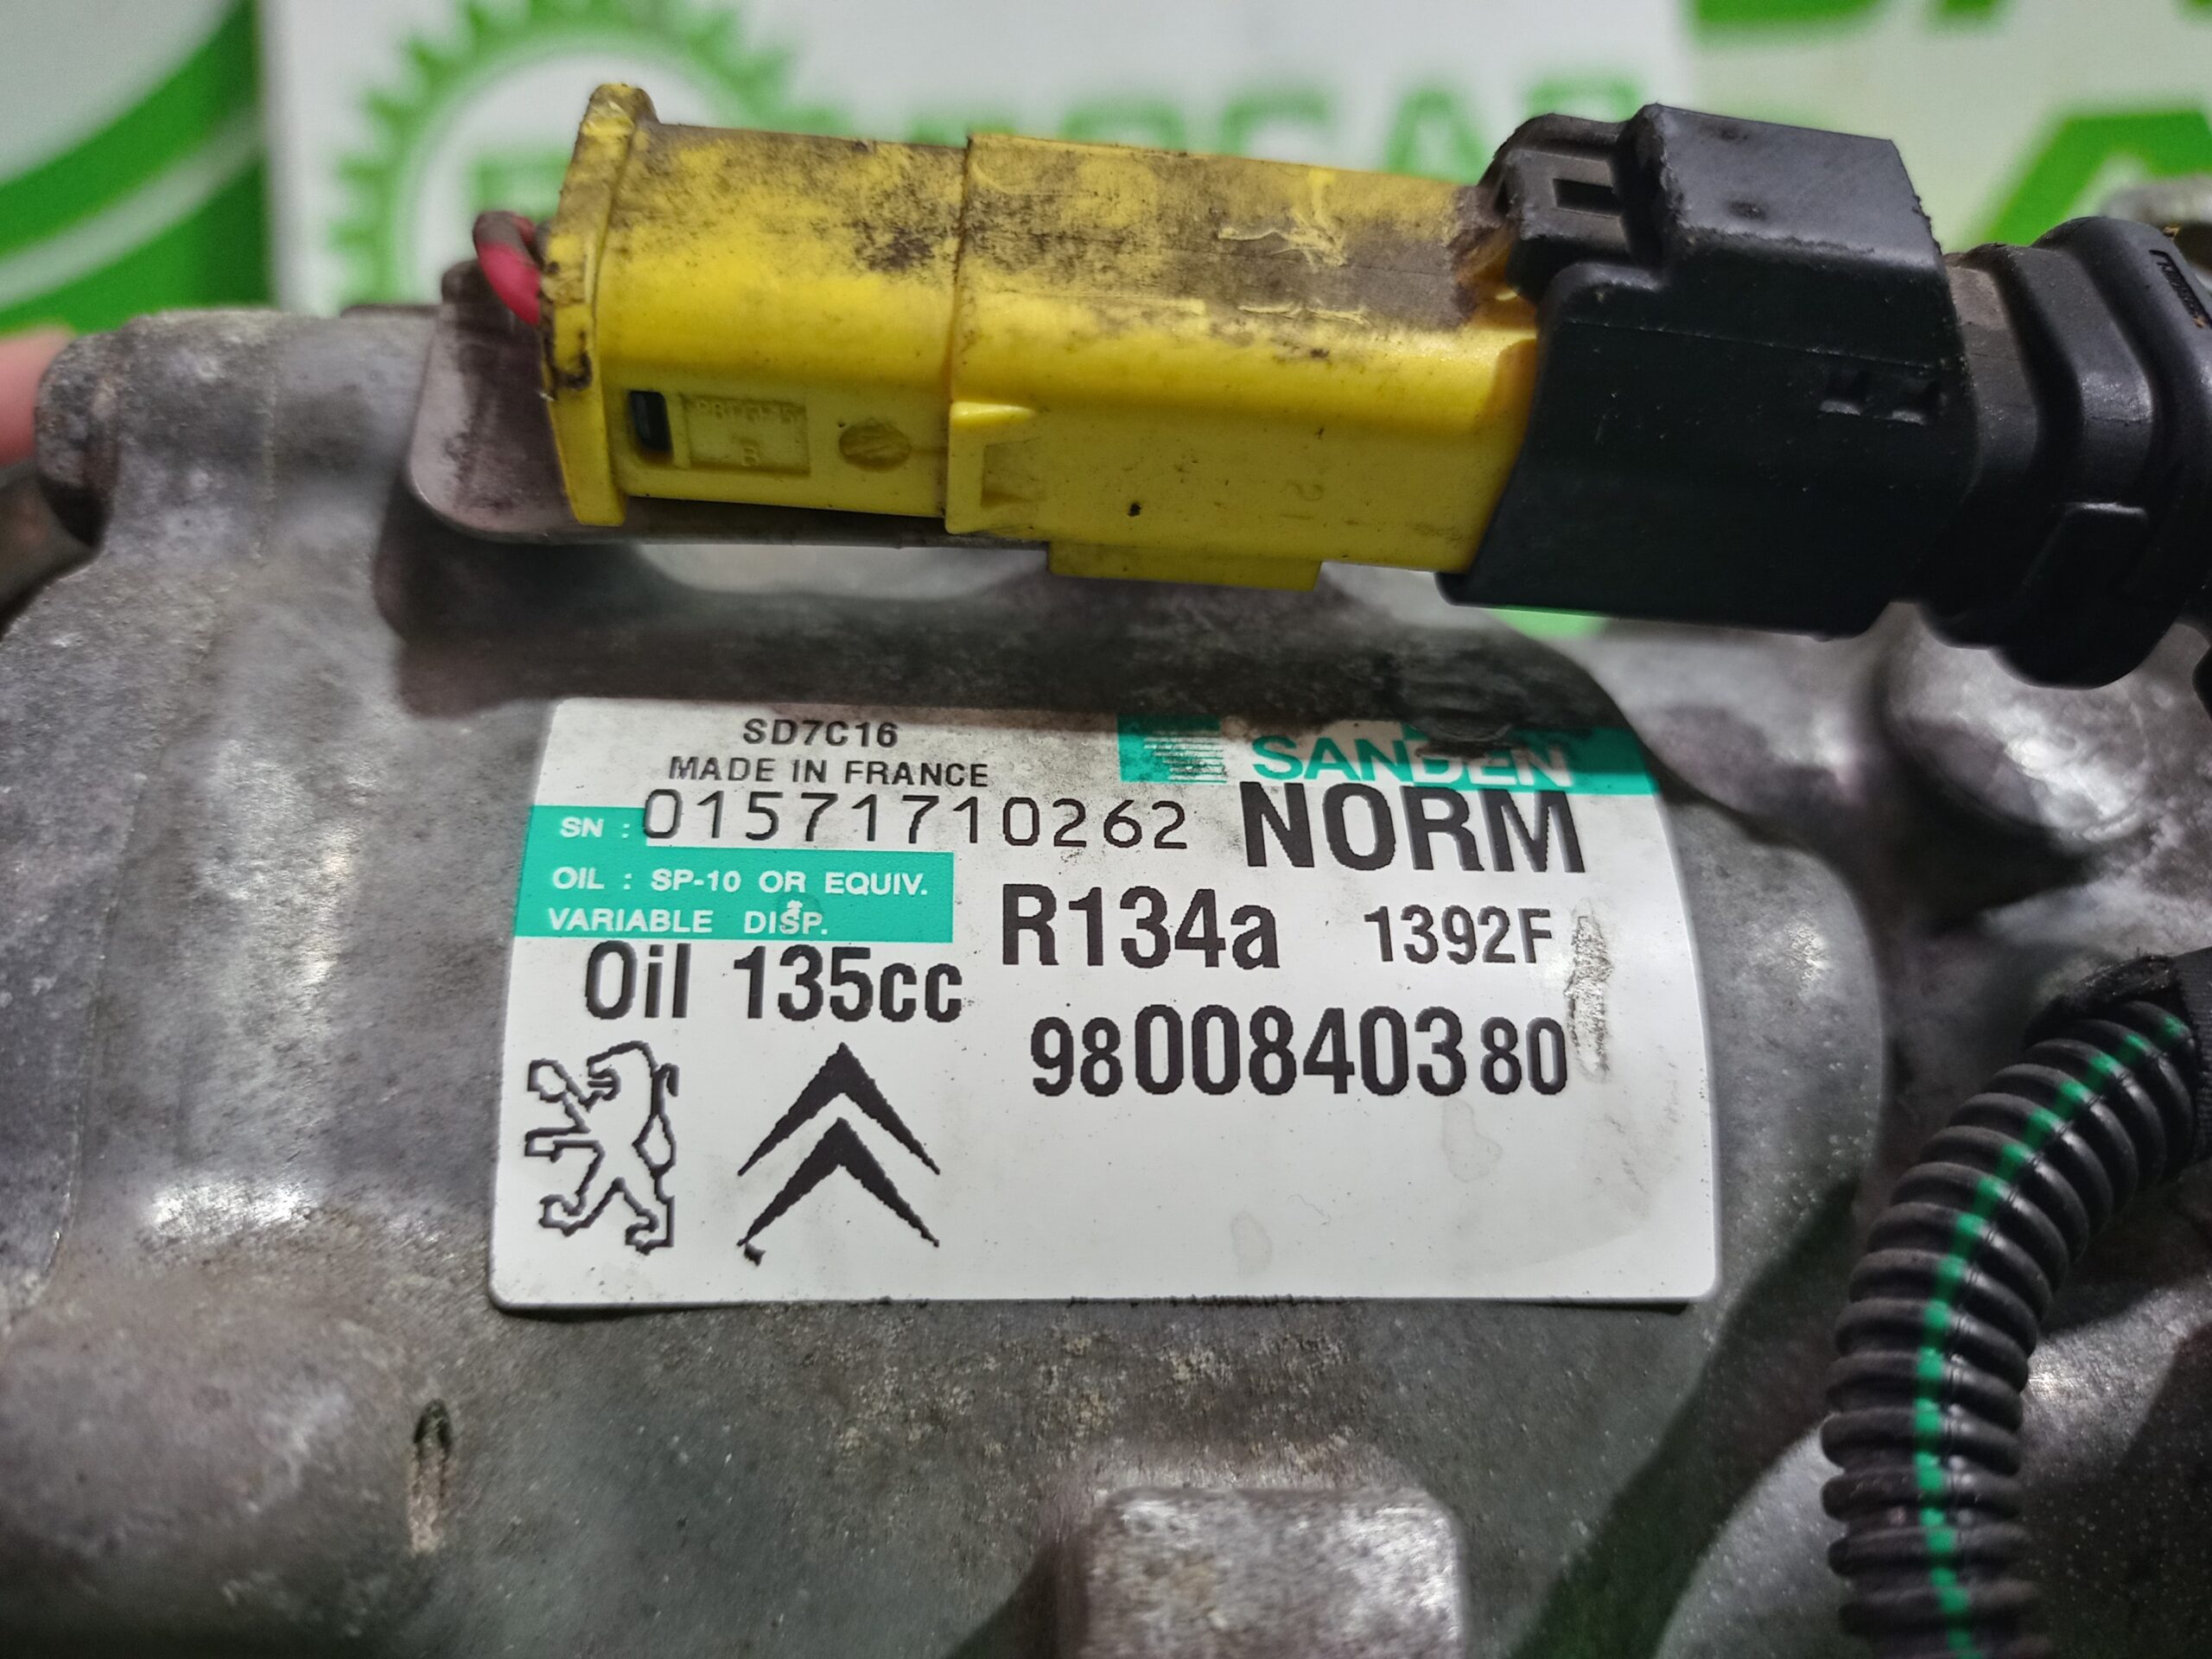 SD7C16
MADE IN FRANCE
SANDEN
SN : 01571710262
NORM
OIL : SP-10 OR EQUIV.
VARIABLE DISP.
R134a 1392F
Oil 135cc
9800840380